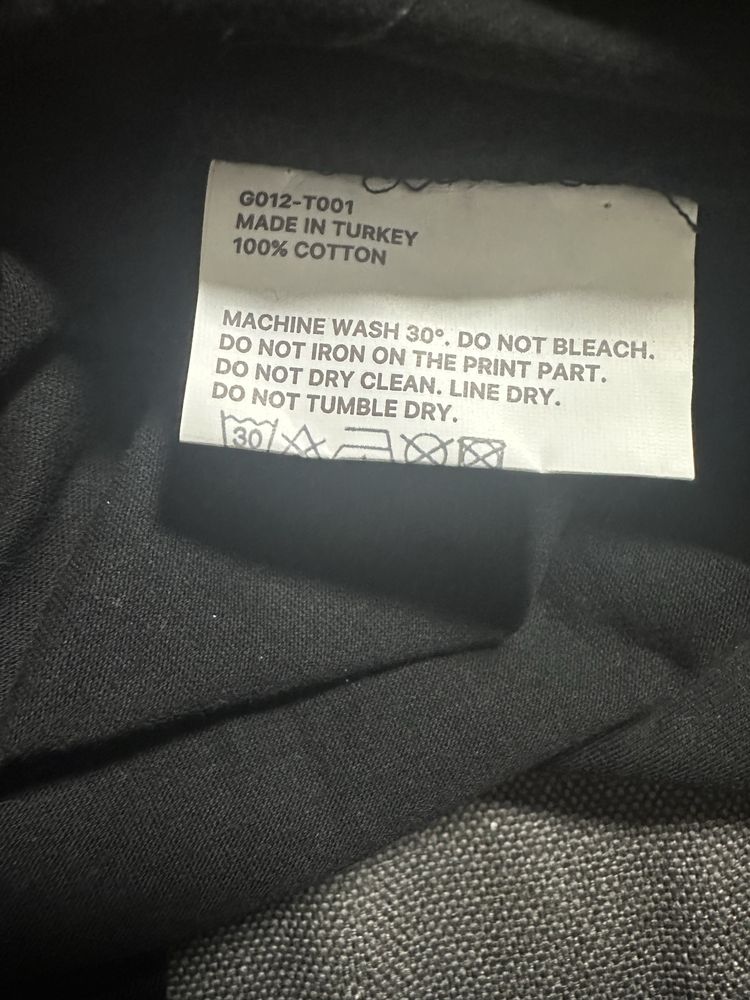 G012-T001
MADE IN TURKEY
100% COTTON
MACHINE WASH 30°. DO NOT BLEACH.
DO NOT IRON ON THE PRINT PART.
DO NOT DRY CLEAN. LINE DRY.
DO NOT TUMBLE DRY.
30